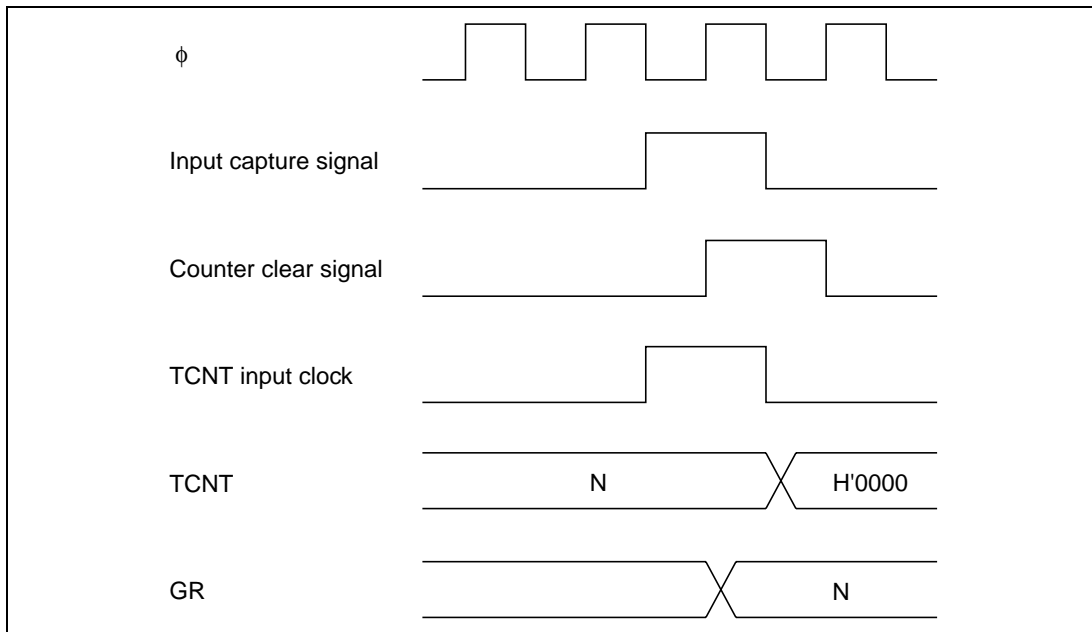 ϕ
Input capture signal
Counter clear signal
TCNT input clock
TCNT N H'0000
GR N